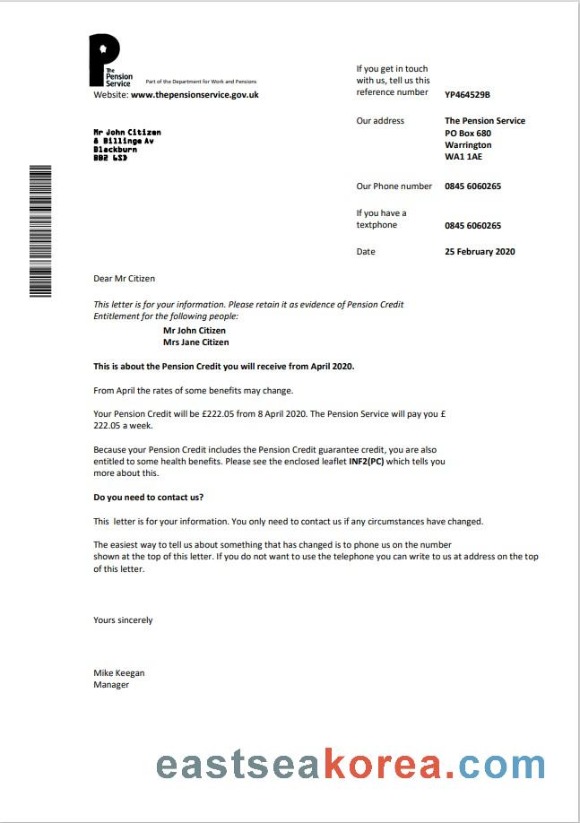 The
Pension
Service
Part of the Department for Work and Pensions
Website: www.thepensionservice.gov.uk
If you get in touch
with us, tell us this
reference number YP464529B
Our address The Pension Service
PO Box 680
Warrington
WA1 1AE
Mr John Citizen
6 Billinge Av
Blackburn
BB2 6SD
Our Phone number 0845 6060265
If you have a
textphone 0845 6060265
Date 25 February 2020
Dear Mr Citizen
This letter is for your information. Please retain it as evidence of Pension Credit
Entitlement for the following people:
Mr John Citizen
Mrs Jane Citizen
This is about the Pension Credit you will receive from April 2020.
From April the rates of some benefits may change.
Your Pension Credit will be £222.05 from 8 April 2020. The Pension Service will pay you £
222.05 a week.
Because your Pension Credit includes the Pension Credit guarantee credit, you are also
entitled to some health benefits. Please see the enclosed leaflet INF2(PC) which tells you
more about this.
Do you need to contact us?
This letter is for your information. You only need to contact us if any circumstances have changed.
The easiest way to tell us about something that has changed is to phone us on the number
shown at the top of this letter. If you do not want to use the telephone you can write to us at address on the top
of this letter.
Yours sincerely
Mike Keegan
Manager
eastseakorea.com